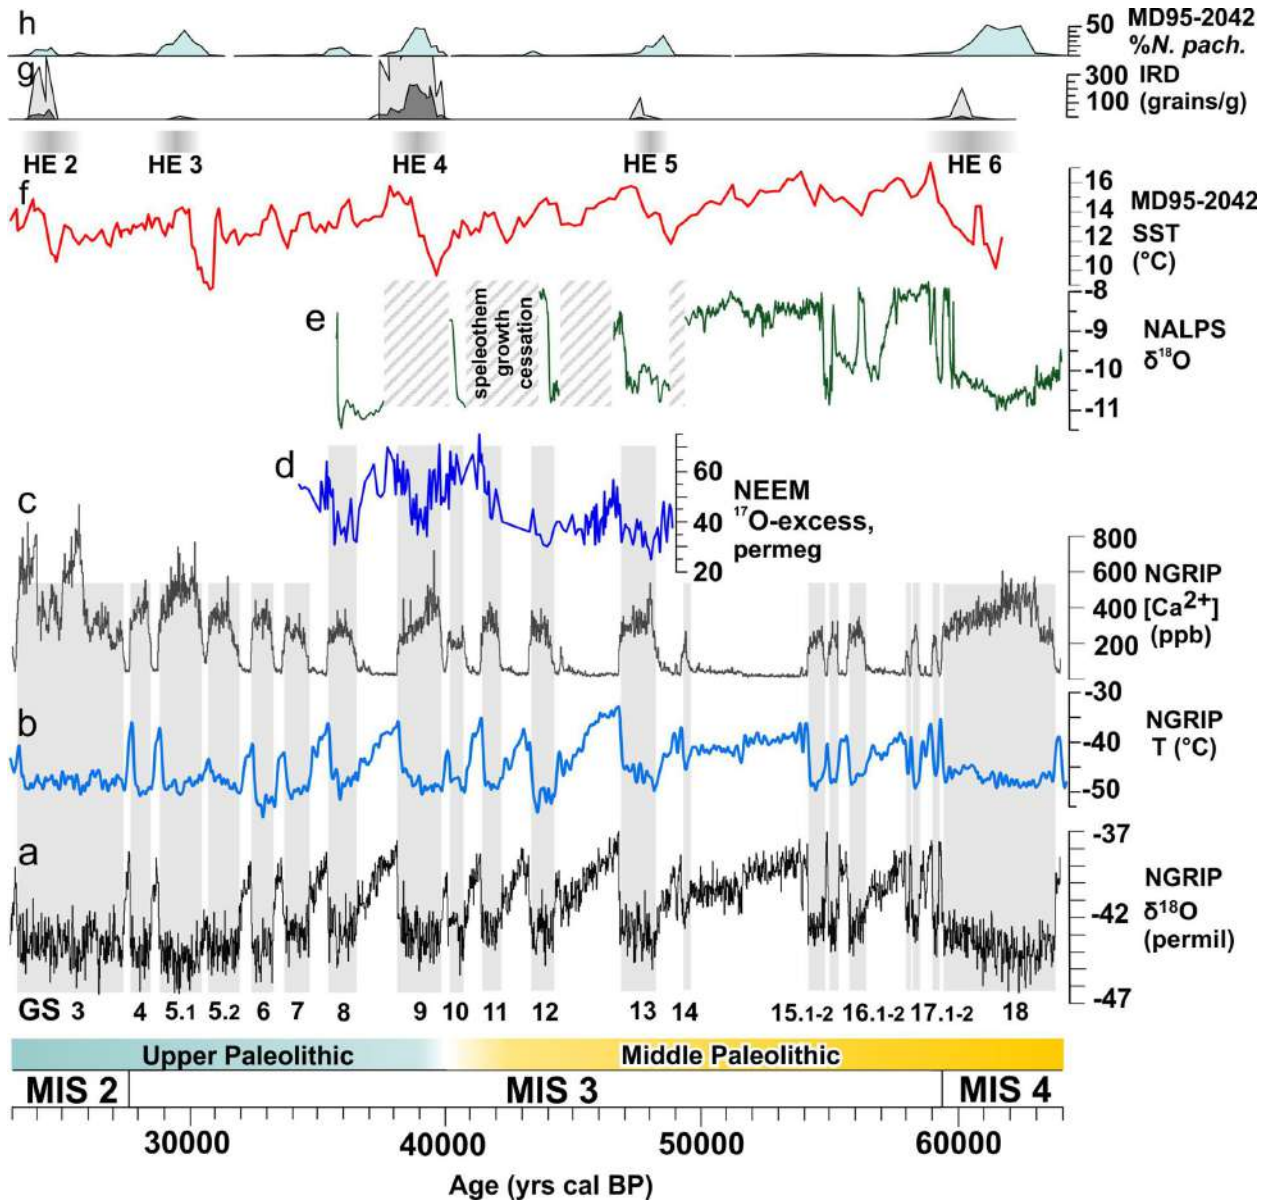 h
50
MD95-2042
%N. pach.
g
300
100
IRD
(grains/g)
HE 2
HE 3
HE 4
HE 5
HE 6
f
16
14
12
10
MD95-2042
SST
(°C)
e
speleothem
growth
cessation
-8
-9
-10
-11
NALPS
δ¹⁸O
d
60
40
20
NEEM
¹⁷O-excess,
permeg
c
800
600
400
200
NGRIP
[Ca²⁺]
(ppb)
b
-30
-40
-50
NGRIP
T (°C)
a
-37
-42
-47
NGRIP
δ¹⁸O
(permil)
GS 3 4 5.1 5.2 6 7 8 9 10 11 12 13 14 15.1-2 16.1-2 17.1-2 18
Upper Paleolithic Middle Paleolithic
MIS 2 MIS 3 MIS 4
30000 40000 50000 60000
Age (yrs cal BP)